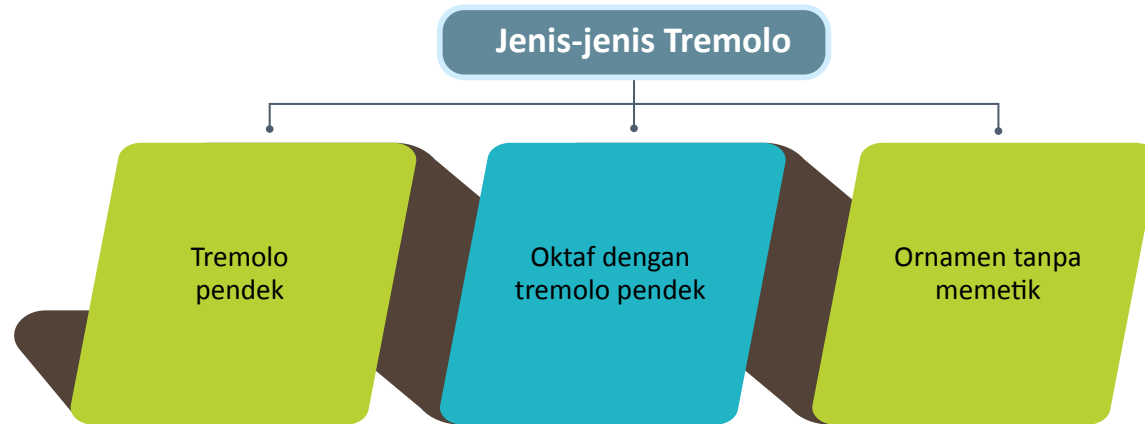 Jenis-jenis Tremolo
Tremolo
pendek
Oktaf dengan
tremolo pendek
Ornamen tanpa
memetik